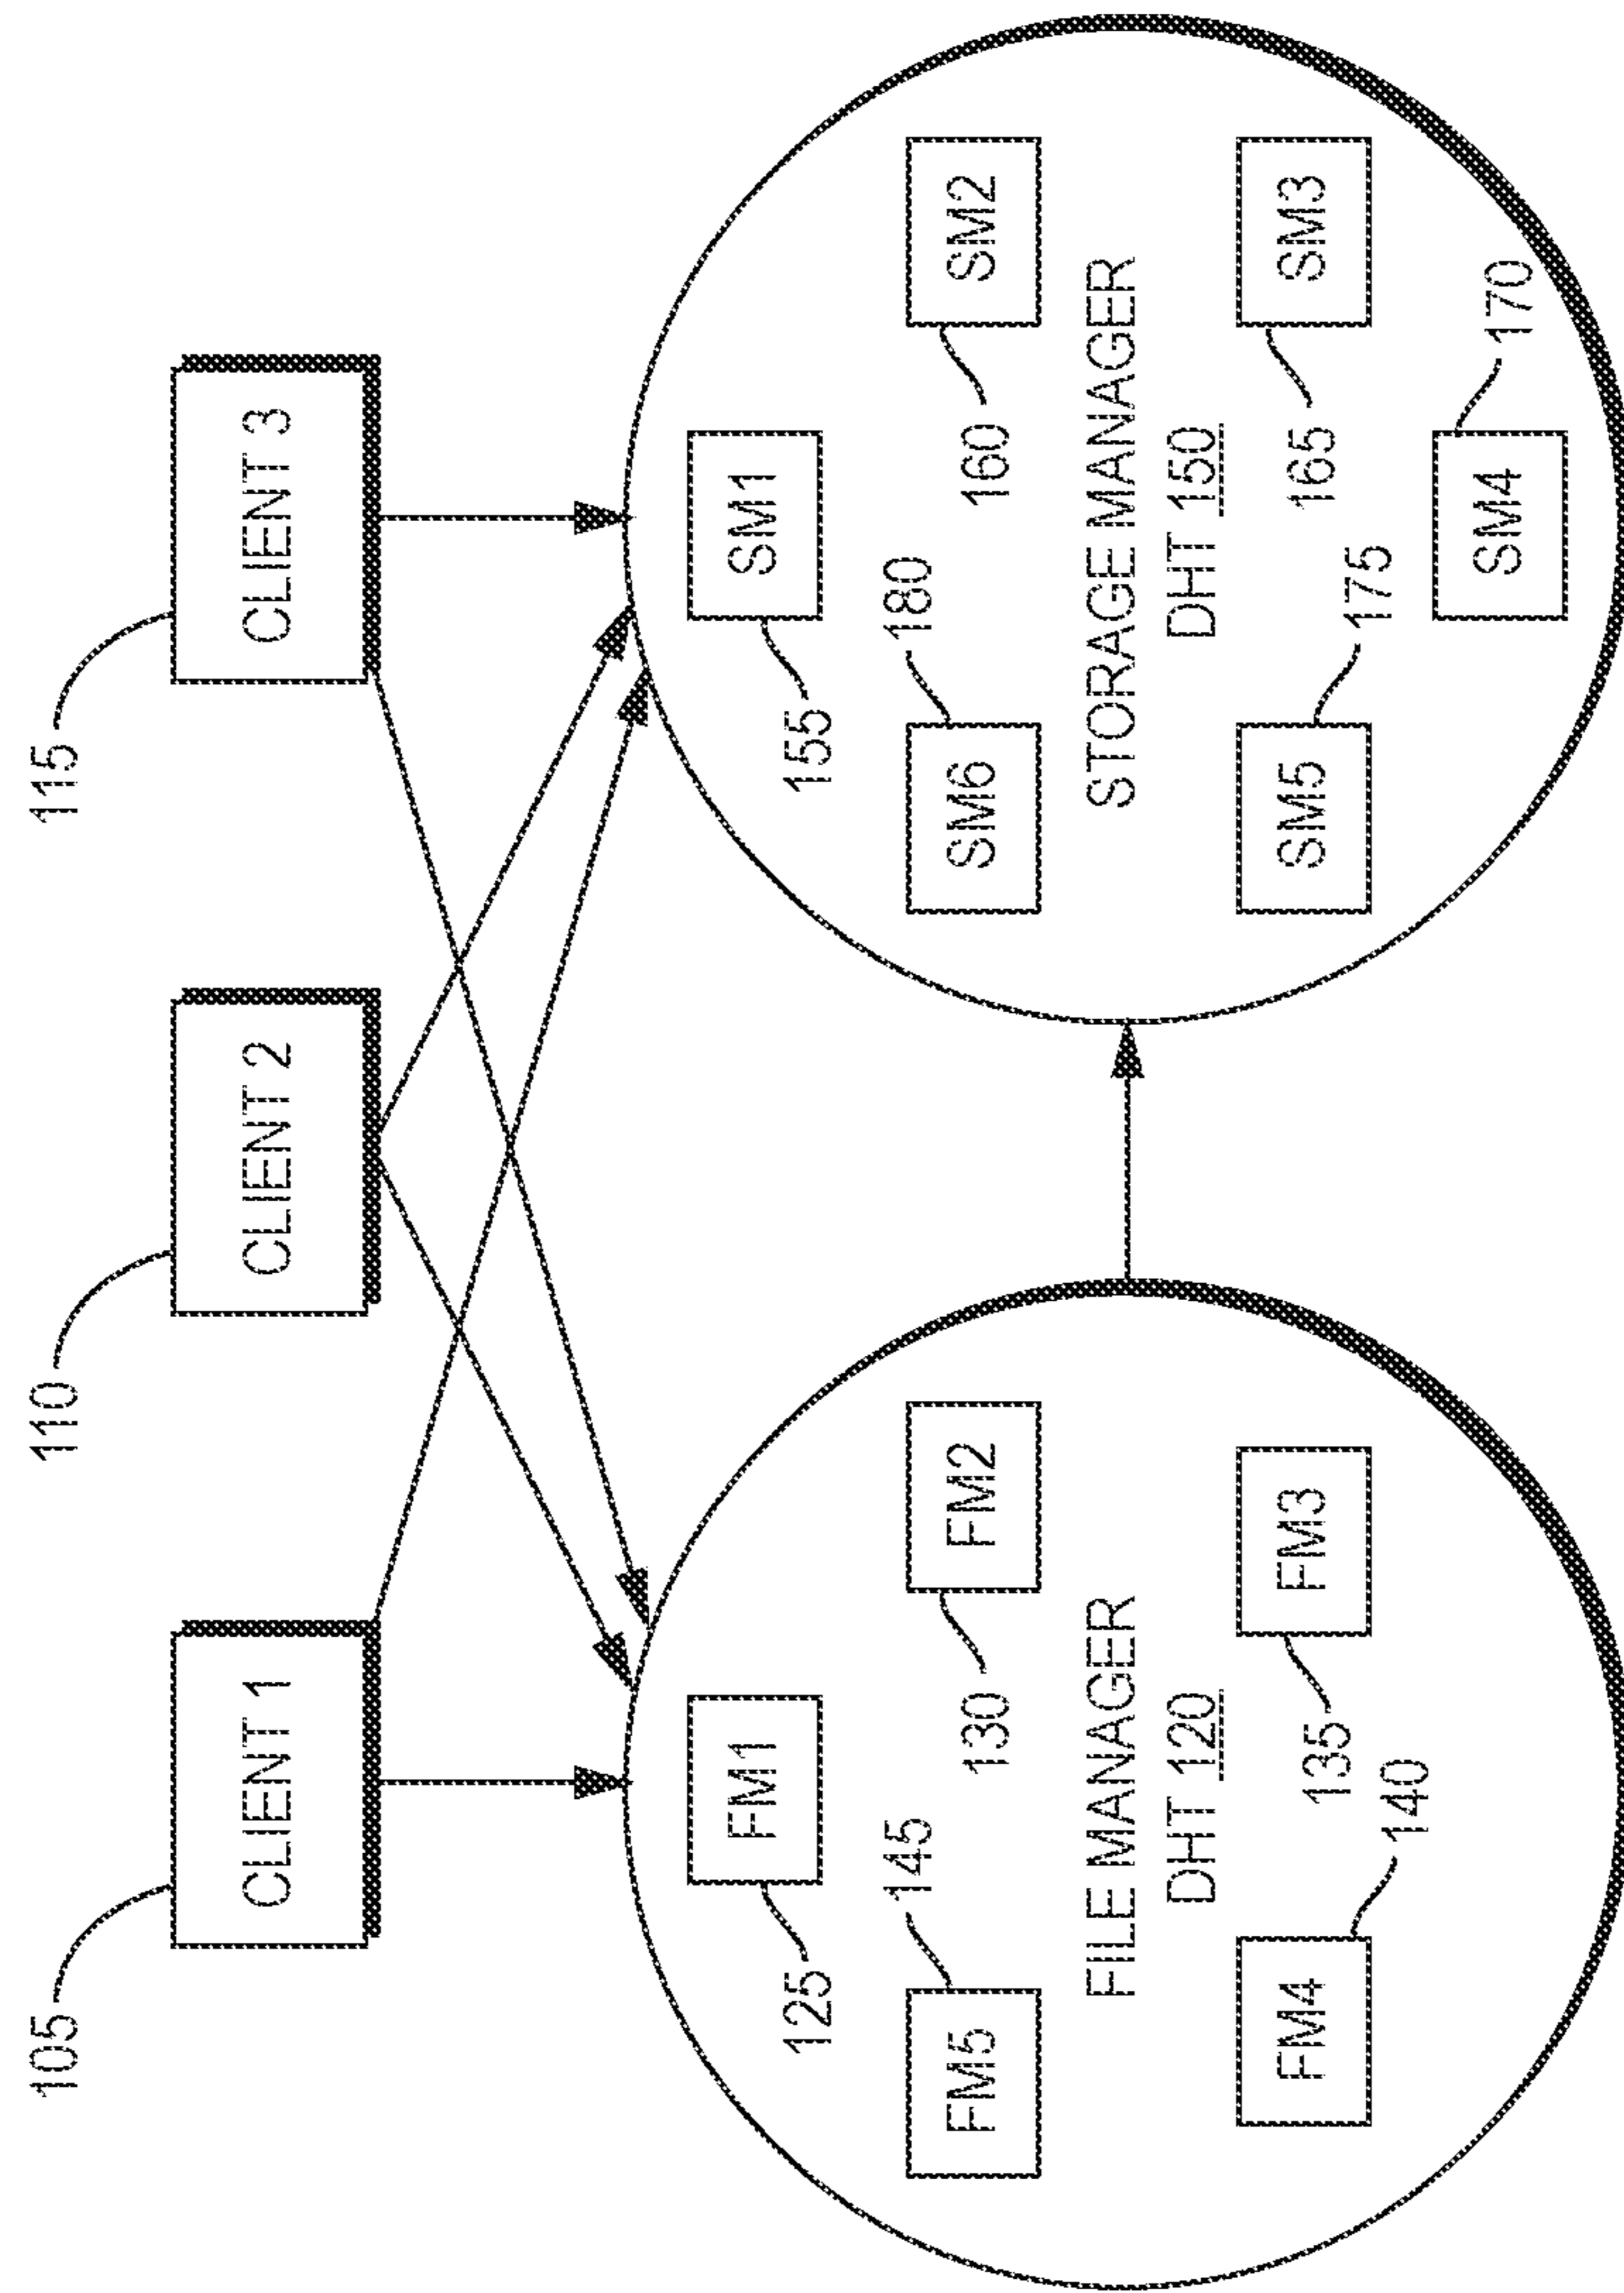 105
110
115
CLIENT 1
CLIENT 2
CLIENT 3
FM1
125
FM5
145
FM2
130
FILE MANAGER
DHT 120
FM4
140
FM3
135
SM1
155
SM6
180
SM2
160
STORAGE MANAGER
DHT 150
SM5
175
SM3
165
SM4
170